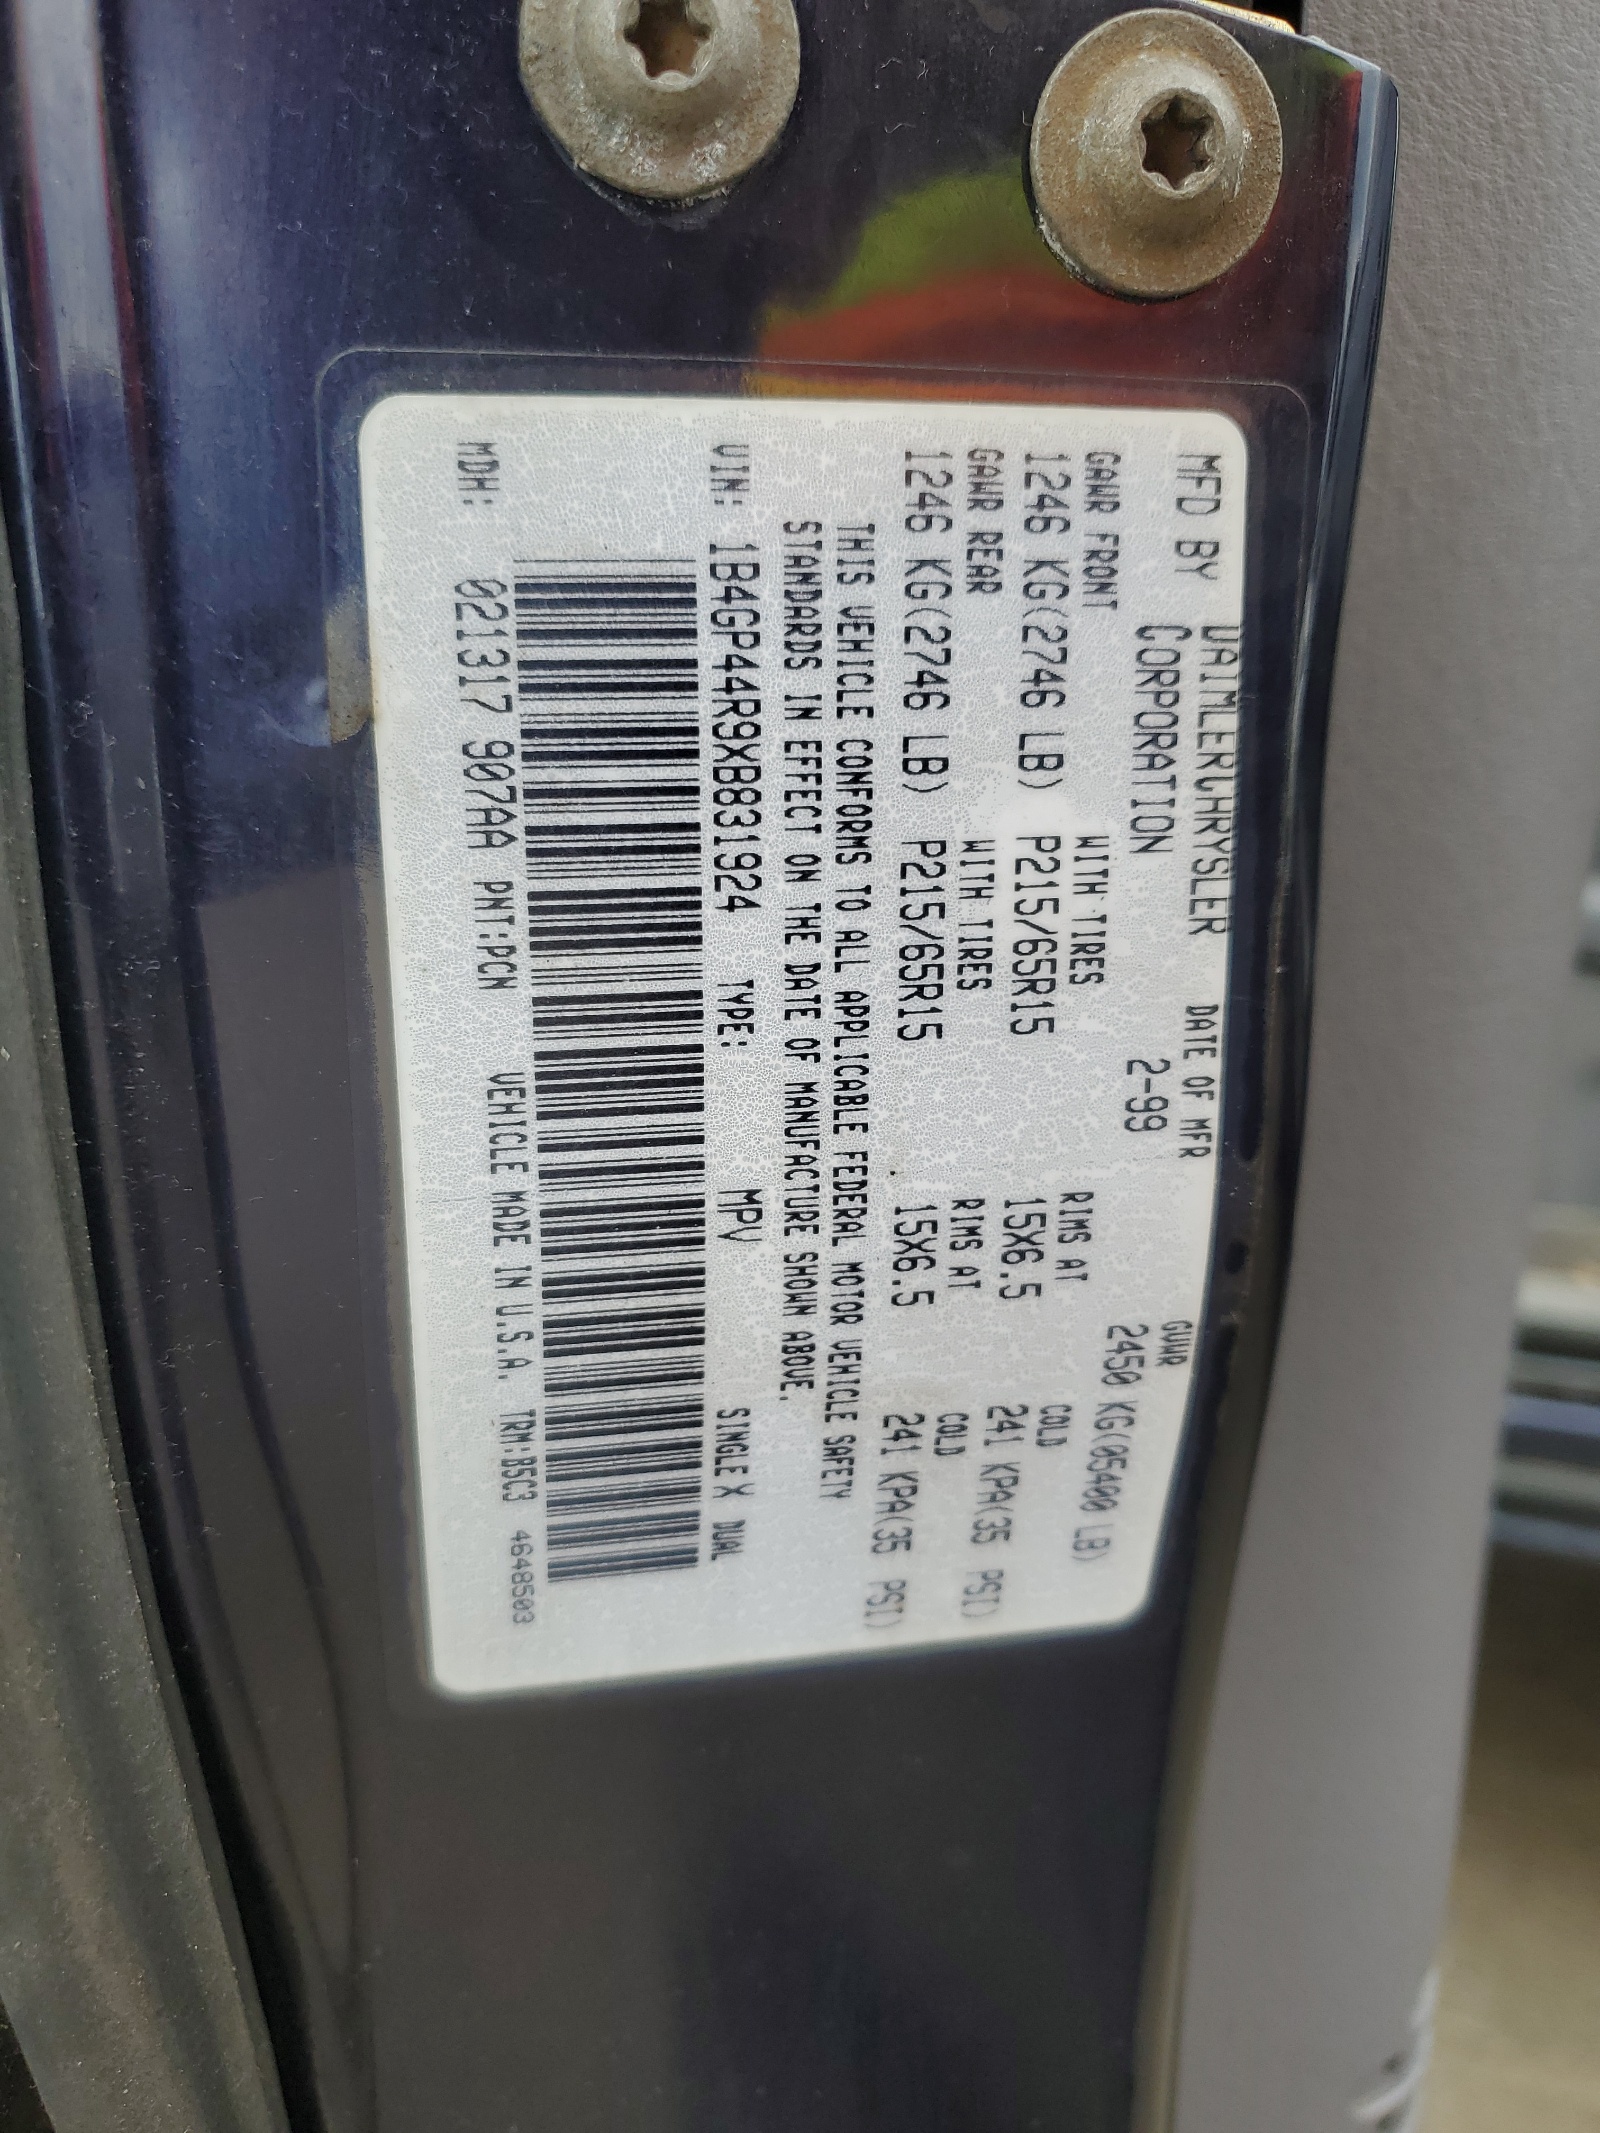 MFD BY DAIMLERCHRYSLER DATE OF MFR GVWR
CORPORATION 2-99 2450 KG(05400 LB)
GAWR FRONT WITH TIRES RIMS AT COLD
1246 KG(2746 LB) P215/65R15 15X6.5 241 KPA(35 PSI)
GAWR REAR WITH TIRES RIMS AT COLD
1246 KG(2746 LB) P215/65R15 15X6.5 241 KPA(35 PSI)
THIS VEHICLE CONFORMS TO ALL APPLICABLE FEDERAL MOTOR VEHICLE SAFETY
STANDARDS IN EFFECT ON THE DATE OF MANUFACTURE SHOWN ABOVE.
VIN: 1B4GP44R9XB831924 TYPE: MPV SINGLE X DUAL
MDH: 021317 907AA PNT:PCN VEHICLE MADE IN U.S.A. TRM:BSC3 4648503